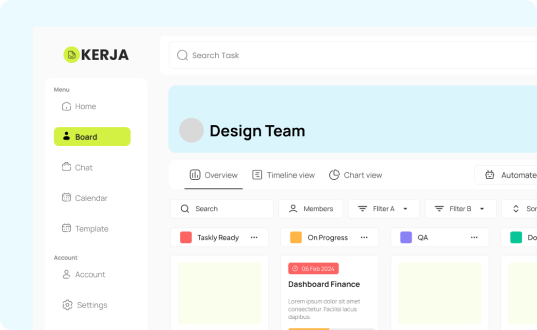 KERJA
Search Task
Menu
Home
Board
Chat
Calendar
Template
Account
Account
Settings
Design Team
Overview Timeline view Chart view Automate
Search Members Filter A Filter B Sor
Taskly Ready ... On Progress ... QA ... Do
06 Feb 2024
Dashboard Finance
Lorem ipsum dolor sit amet
consectetur. Facilisi lacus
dapibus.